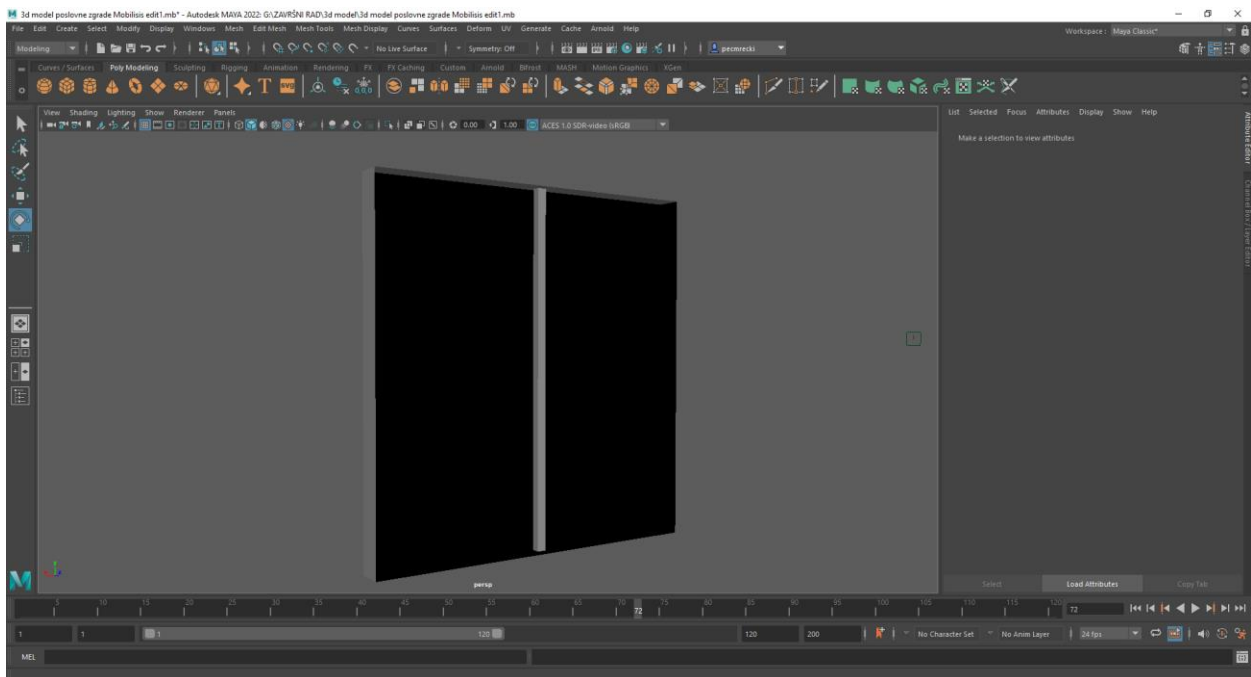 3d model poslovne zgrade Mobilisis edit1.mb* - Autodesk MAYA 2022: G:\ZAVRŠNI RAD\3d model\3d model poslovne zgrade Mobilisis edit1.mb
File Edit Create Select Modify Display Windows Mesh Edit Mesh Mesh Tools Mesh Display Curves Surfaces Deform UV Generate Cache Arnold Help Workspace: Maya Classic*
Modeling No Live Surface Symmetry: Off pecmrecki
Curves / Surfaces Poly Modeling Sculpting Rigging Animation Rendering FX FX Caching Custom Arnold Bifrost MASH Motion Graphics XGen
View Shading Lighting Show Renderer Panels
0.00 1.00 ACES 1.0 SDR-video (sRGB)
List Selected Focus Attributes Display Show Help
Make a selection to view attributes
Attribute Editor
Channel Box / Layer Editor
persp
Select Load Attributes Copy Tab
5 10 15 20 25 30 35 40 45 50 55 60 65 70 72 75 80 85 90 95 100 105 110 115 120 72
1 1 1 120 120 200 No Character Set No Anim Layer 24 fps
MEL